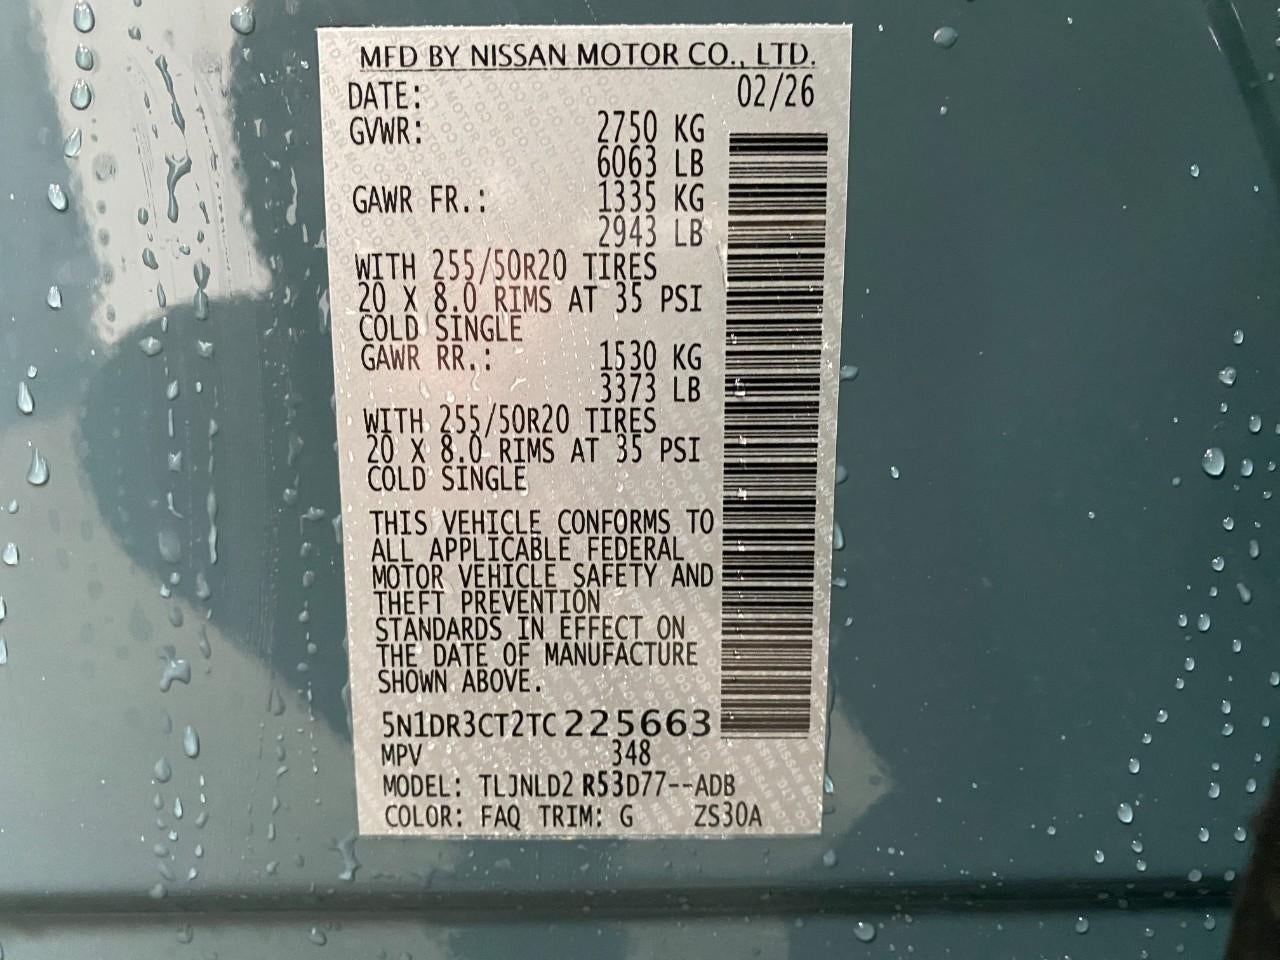 MFD BY NISSAN MOTOR CO., LTD.
DATE: 02/26
GVWR: 2750 KG
6063 LB
GAWR FR.: 1335 KG
2943 LB
WITH 255/50R20 TIRES
20 X 8.0 RIMS AT 35 PSI
COLD SINGLE
GAWR RR.: 1530 KG
3373 LB
WITH 255/50R20 TIRES
20 X 8.0 RIMS AT 35 PSI
COLD SINGLE
THIS VEHICLE CONFORMS TO
ALL APPLICABLE FEDERAL
MOTOR VEHICLE SAFETY AND
THEFT PREVENTION
STANDARDS IN EFFECT ON
THE DATE OF MANUFACTURE
SHOWN ABOVE.
5N1DR3CT2TC225663
MPV 348
MODEL: TLJNLD2 R53D77--ADB
COLOR: FAQ TRIM: G ZS30A